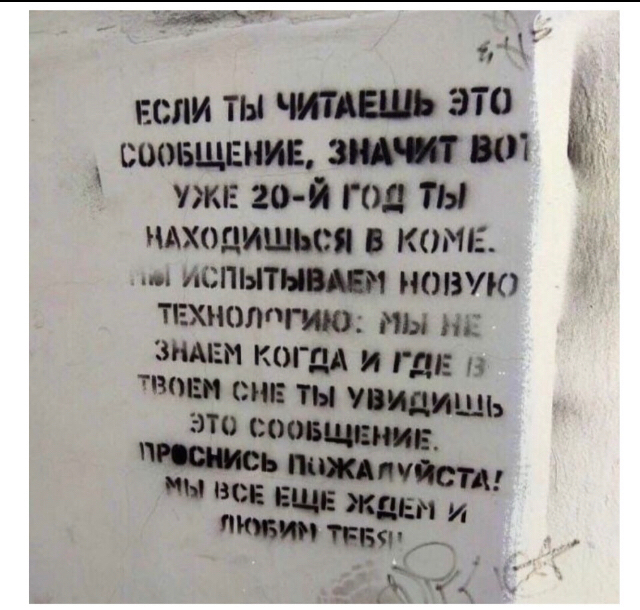 ЕСЛИ ТЫ ЧИТАЕШЬ ЭТО
СООБЩЕНИЕ, ЗНАЧИТ ВОТ
УЖЕ 20-Й ГОД ТЫ
НАХОДИШЬСЯ В КОМЕ.
МЫ ИСПЫТЫВАЕМ НОВУЮ
ТЕХНОЛОГИЮ: МЫ НЕ
ЗНАЕМ КОГДА И ГДЕ В
ТВОЕМ СНЕ ТЫ УВИДИШЬ
ЭТО СООБЩЕНИЕ.
ПРОСНИСЬ ПОЖАЛУЙСТА!
МЫ ВСЕ ЕЩЕ ЖДЕМ И
ЛЮБИМ ТЕБЯ!